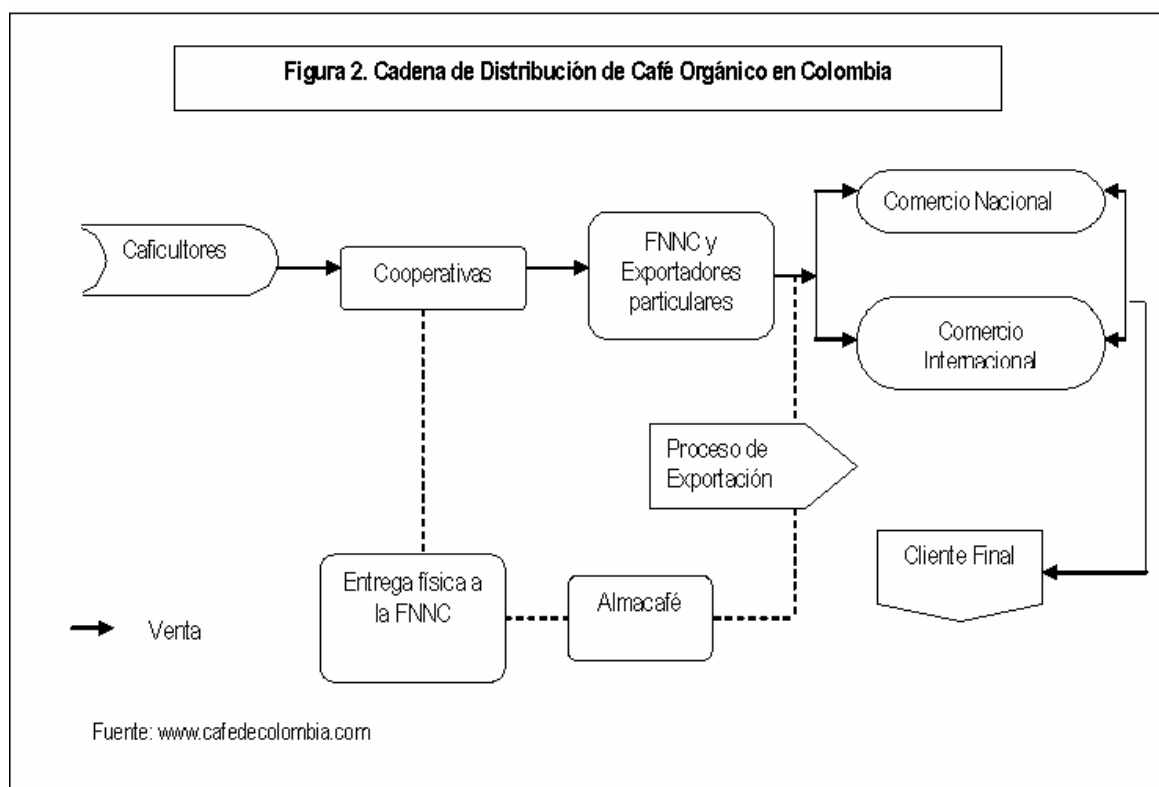 Figura 2. Cadena de Distribución de Café Orgánico en Colombia
Caficultores
Cooperativas
FNNC y
Exportadores
particulares
Comercio Nacional
Comercio
Internacional
Proceso de
Exportación
Cliente Final
Entrega física a
la FNNC
Almacafé
Venta
Fuente: www.cafedecolombia.com